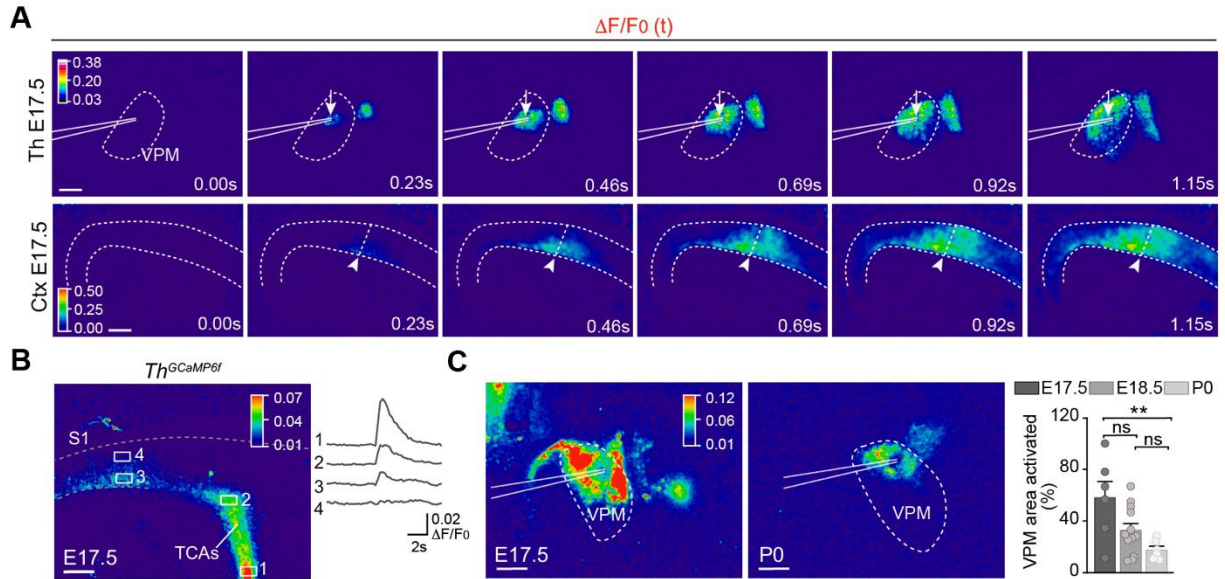 A
ΔF/F0 (t)
Th E17.5
0.38
0.20
0.03
VPM
0.00s
0.23s
0.46s
0.69s
0.92s
1.15s
Ctx E17.5
0.50
0.25
0.00
0.00s
0.23s
0.46s
0.69s
0.92s
1.15s
B
ThGCaMP6f
0.07
0.04
0.01
S1
4
3
2
TCAs
1
E17.5
1
2
3
4
0.02
ΔF/F0
2s
C
0.12
0.06
0.01
VPM
E17.5
VPM
P0
E17.5 E18.5 P0
VPM area activated
(%)
120
80
40
0
**
ns
ns